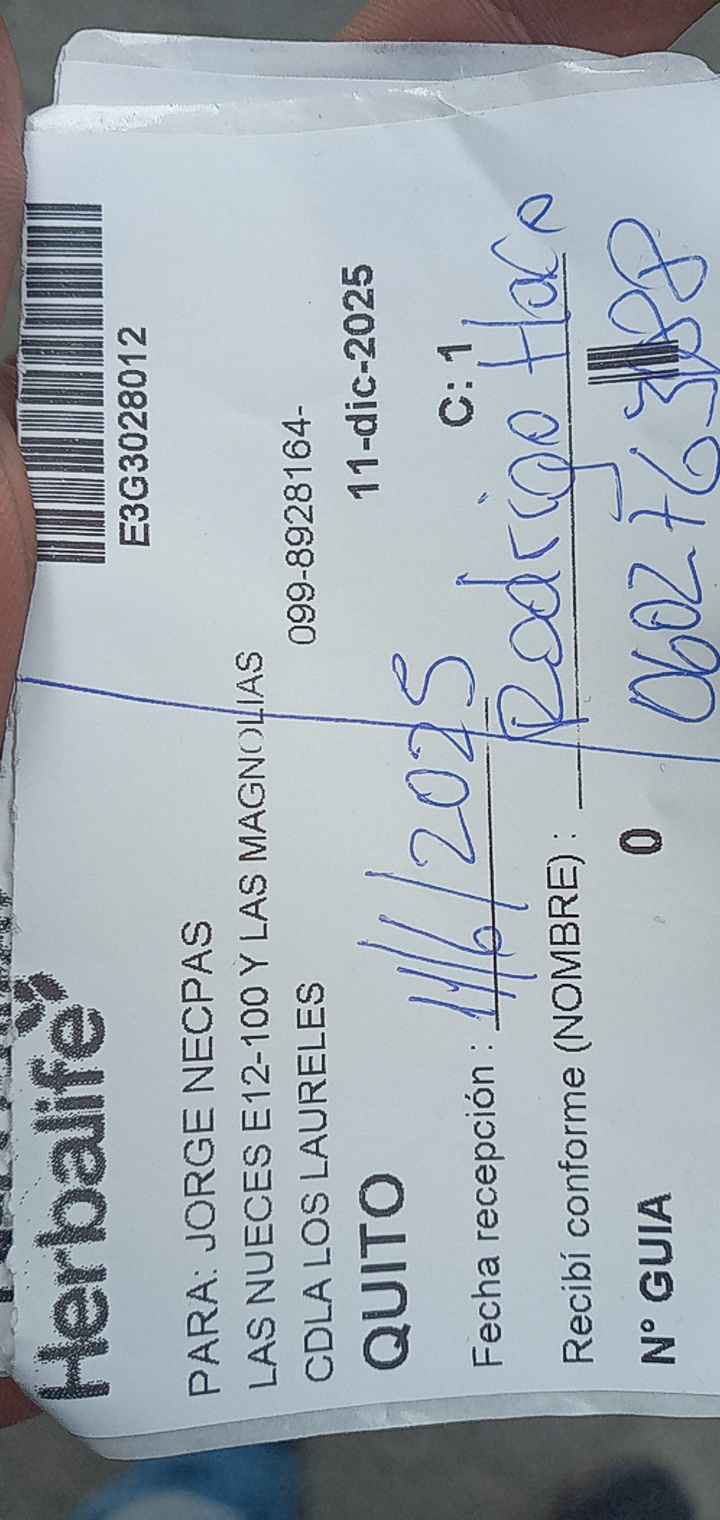 Herbalife
E3G3028012
PARA: JORGE NECPAS
LAS NUECES E12-100 Y LAS MAGNOLIAS
CDLA LOS LAURELES 099-8928164-
QUITO 11-dic-2025
Fecha recepción : 11/6/2025 C: 1
Recibí conforme (NOMBRE) : Rodrigo
Nº GUIA 0